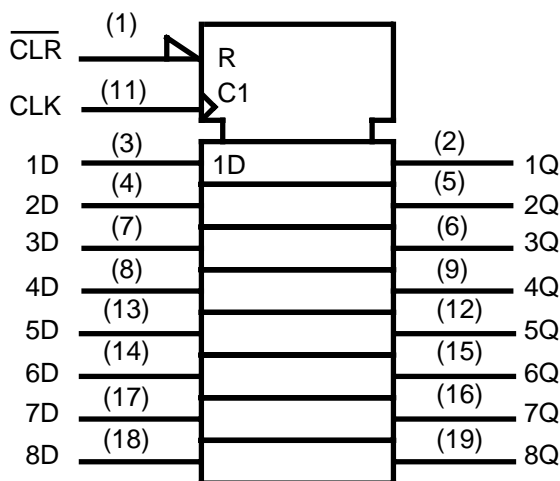 (1)
C̅L̅R̅ R
(11)
CLK C1
(3) (2)
1D 1D 1Q
(4) (5)
2D 2Q
(7) (6)
3D 3Q
(8) (9)
4D 4Q
(13) (12)
5D 5Q
(14) (15)
6D 6Q
(17) (16)
7D 7Q
(18) (19)
8D 8Q